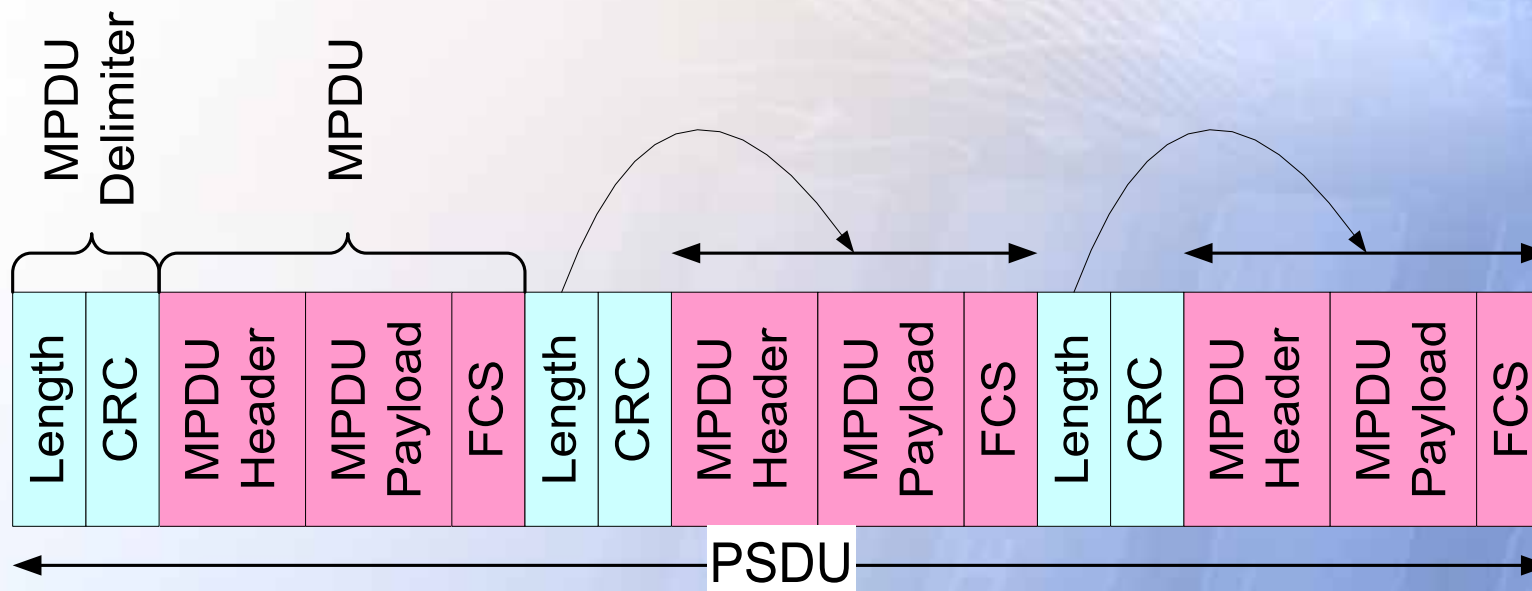 MPDU
Delimiter
MPDU
Length
CRC
MPDU
Header
MPDU
Payload
FCS
Length
CRC
MPDU
Header
MPDU
Payload
FCS
Length
CRC
MPDU
Header
MPDU
Payload
FCS
PSDU